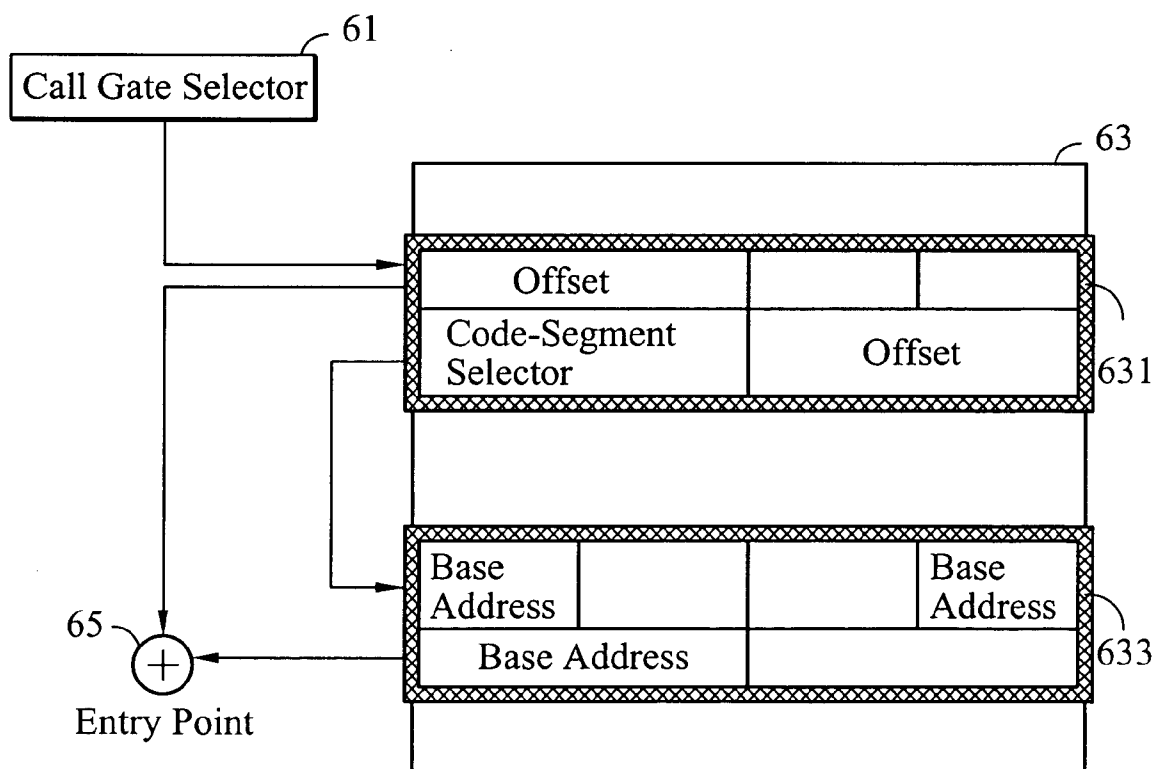 61
Call Gate Selector
63
Offset
Code-Segment
Selector
Offset
631
Base
Address
Base
Address
65
Base Address
633
Entry Point